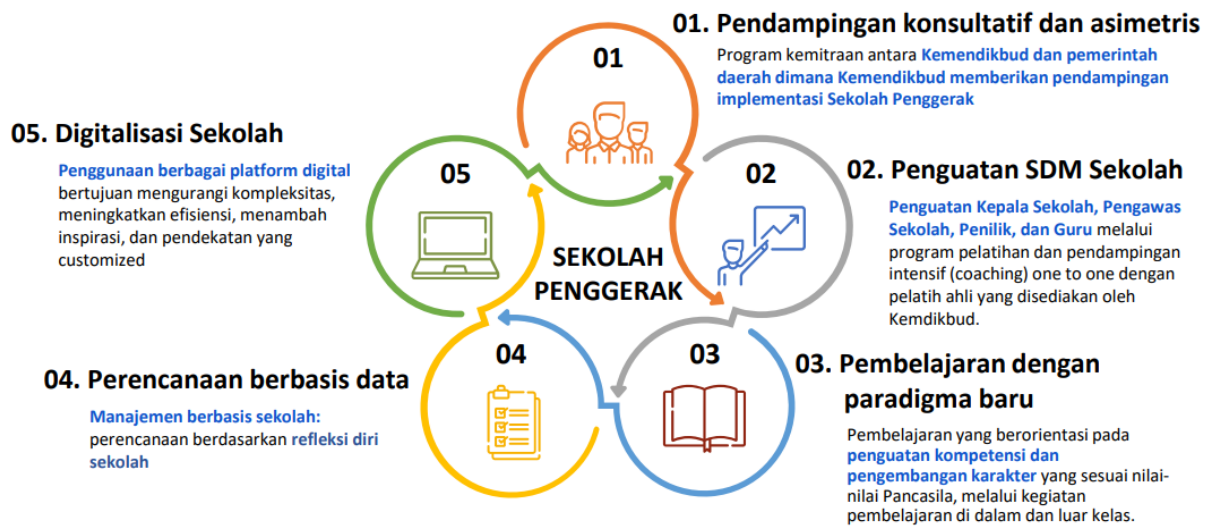 01. Pendampingan konsultatif dan asimetris
Program kemitraan antara Kemendikbud dan pemerintah
daerah dimana Kemendikbud memberikan pendampingan
implementasi Sekolah Penggerak
01
02. Penguatan SDM Sekolah
Penguatan Kepala Sekolah, Pengawas
Sekolah, Penilik, dan Guru melalui
program pelatihan dan pendampingan
intensif (coaching) one to one dengan
pelatih ahli yang disediakan oleh
Kemdikbud.
02
03. Pembelajaran dengan
paradigma baru
Pembelajaran yang berorientasi pada
penguatan kompetensi dan
pengembangan karakter yang sesuai nilai-
nilai Pancasila, melalui kegiatan
pembelajaran di dalam dan luar kelas.
03
04. Perencanaan berbasis data
Manajemen berbasis sekolah:
perencanaan berdasarkan refleksi diri
sekolah
04
05. Digitalisasi Sekolah
Penggunaan berbagai platform digital
bertujuan mengurangi kompleksitas,
meningkatkan efisiensi, menambah
inspirasi, dan pendekatan yang
customized
05
SEKOLAH
PENGGERAK